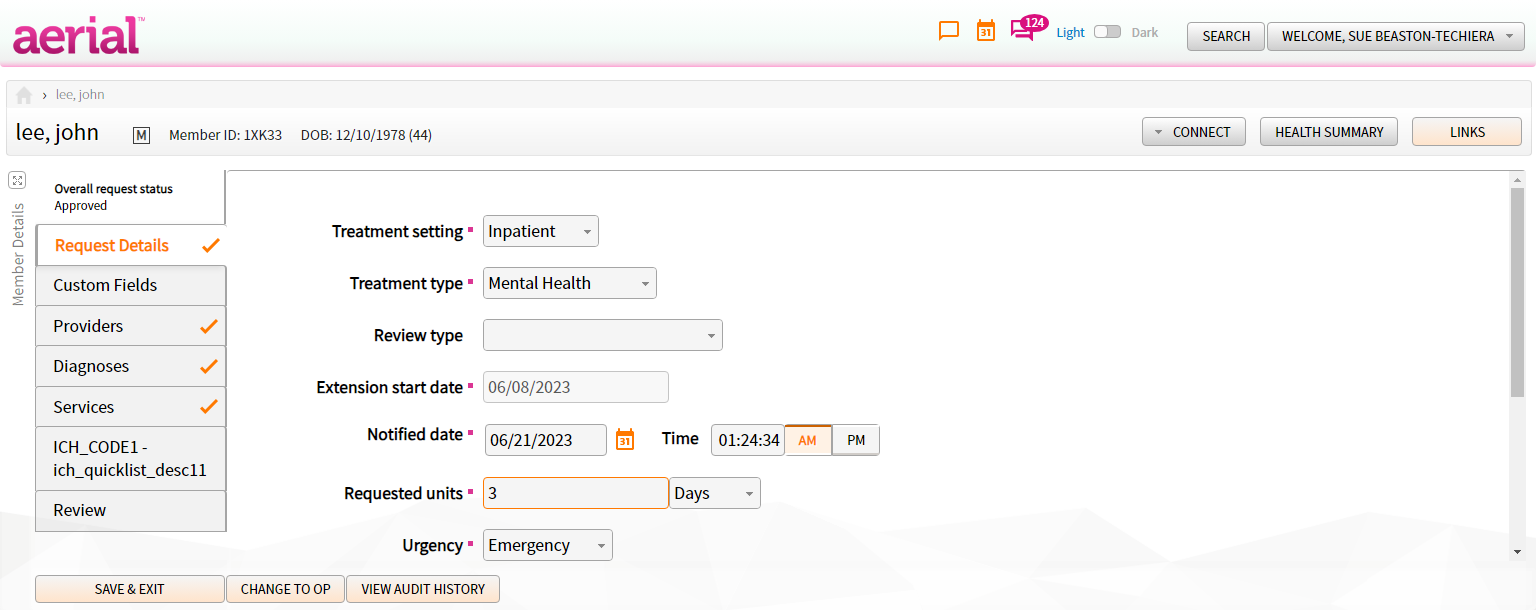 aerial™
31
124
Light
Dark
SEARCH
WELCOME, SUE BEASTON-TECHIERA
› lee, john
lee, john
M
Member ID: 1XK33
DOB: 12/10/1978 (44)
CONNECT
HEALTH SUMMARY
LINKS
Member Details
Overall request status
Approved
Request Details
Custom Fields
Providers
Diagnoses
Services
ICH_CODE1 -
ich_quicklist_desc11
Review
Treatment setting
Inpatient
Treatment type
Mental Health
Review type
Extension start date
06/08/2023
Notified date
06/21/2023
31
Time
01:24:34
AM
PM
Requested units
3
Days
Urgency
Emergency
SAVE & EXIT
CHANGE TO OP
VIEW AUDIT HISTORY